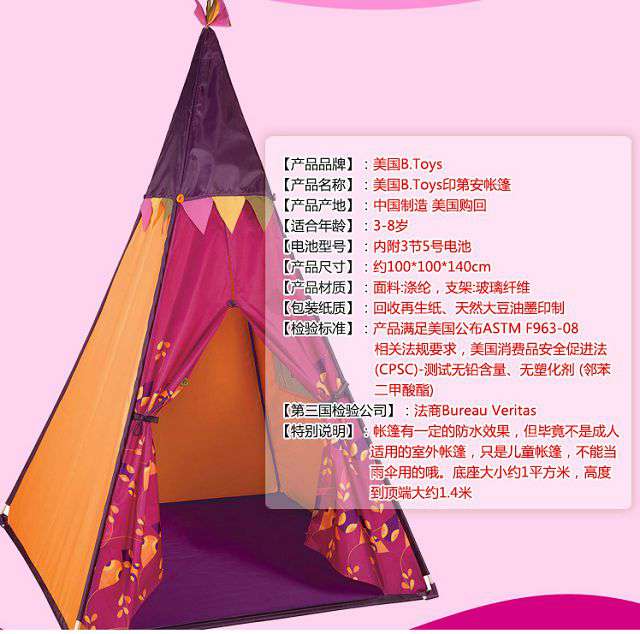 【产品品牌】：美国B.Toys
【产品名称】：美国B.Toys印第安帐篷
【产品产地】：中国制造 美国购回
【适合年龄】：3-8岁
【电池型号】：内附3节5号电池
【产品尺寸】：约100*100*140cm
【产品材质】：面料:涤纶，支架:玻璃纤维
【包装纸质】：回收再生纸、天然大豆油墨印制
【检验标准】：产品满足美国公布ASTM F963-08
相关法规要求，美国消费品安全促进法
(CPSC)-测试无铅含量、无塑化剂 (邻苯
二甲酸酯)
【第三国检验公司】：法商Bureau Veritas
【特别说明】：帐篷有一定的防水效果，但毕竟不是成人
适用的室外帐篷，只是儿童帐篷，不能当
雨伞用的哦。底座大小约1平方米，高度
到顶端大约1.4米